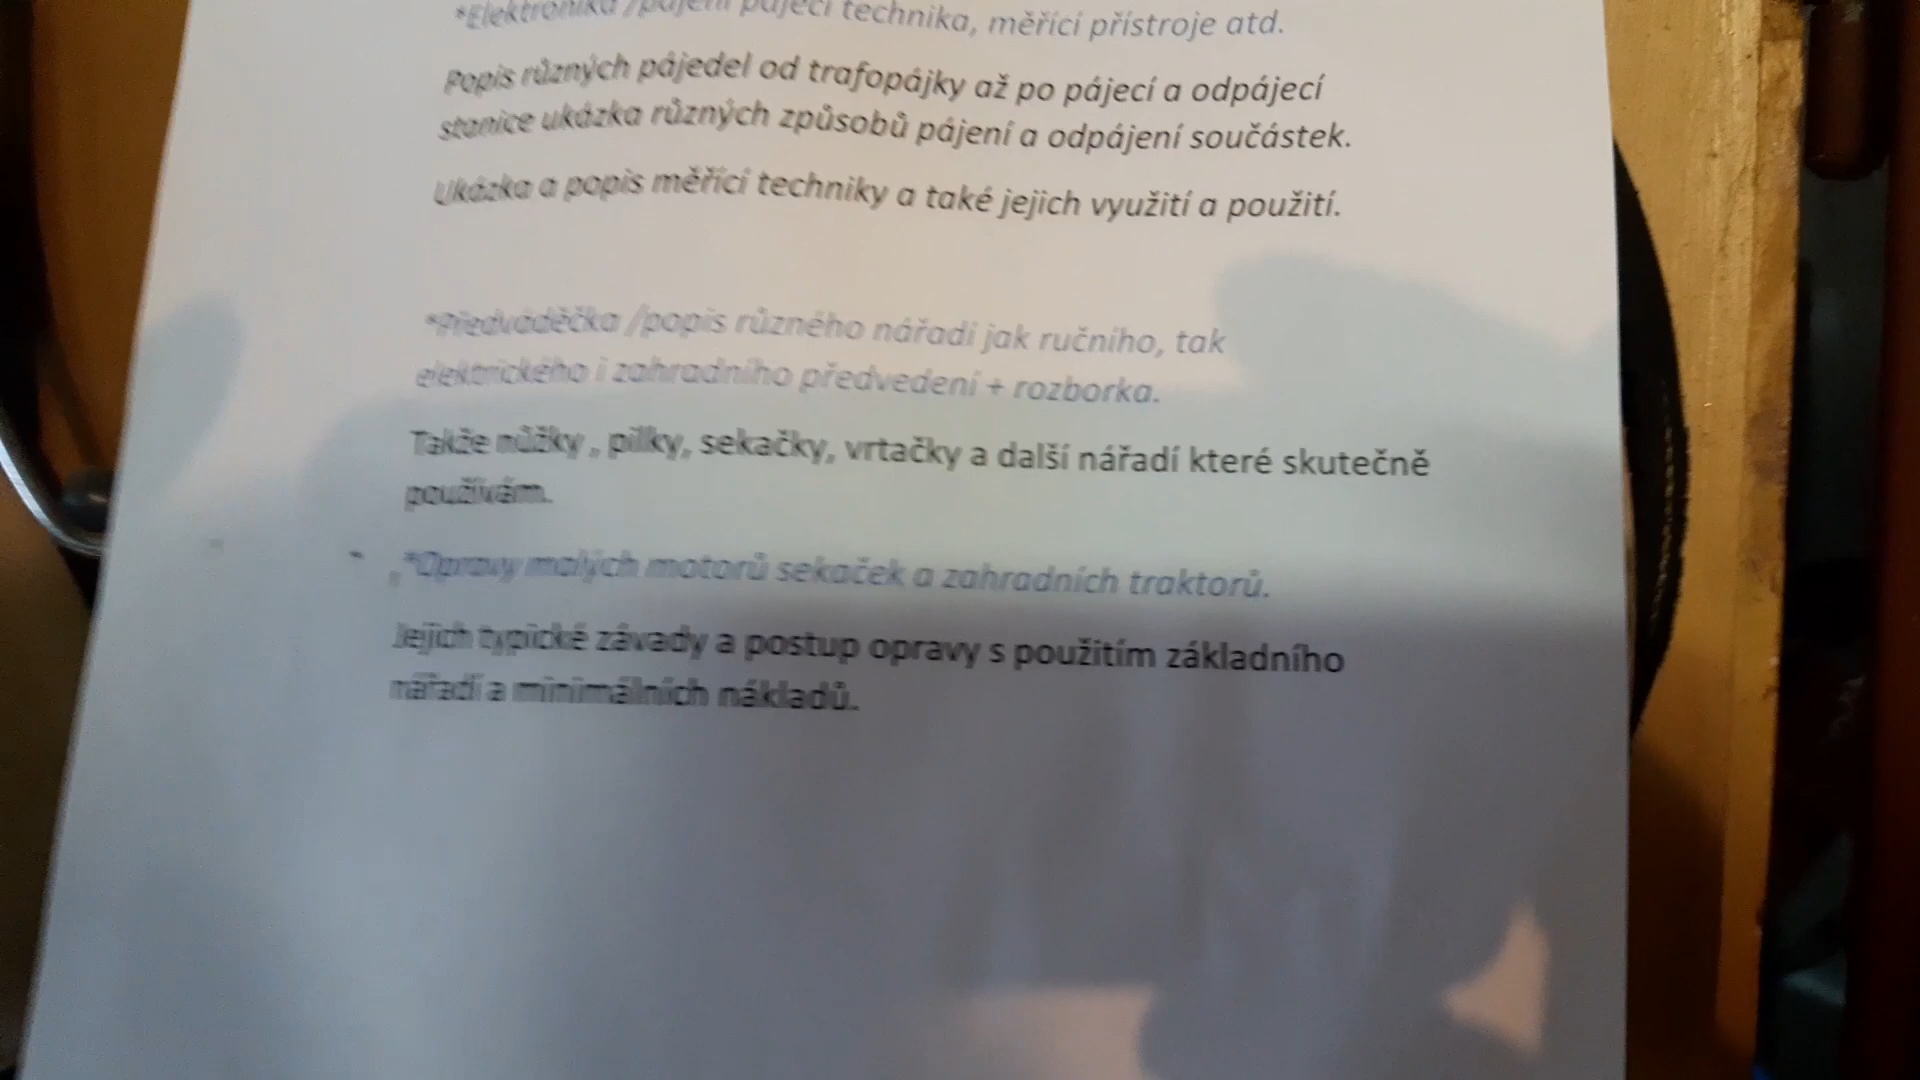 *Elektronika /pájení pájecí technika, měřící přístroje atd.
Popis různých pájedel od trafopájky až po pájecí a odpájecí
stanice ukázka různých způsobů pájení a odpájení součástek.
Ukázka a popis měřící techniky a také jejich využití a použití.
*Předváděčka /popis různého nářadí jak ručního, tak
elektrického i zahradního předvedení + rozborka.
Takže nůžky , pilky, sekačky, vrtačky a další nářadí které skutečně
používám.
*Opravy malých motorů sekaček a zahradních traktorů.
Jejich typické závady a postup opravy s použitím základního
nářadí a minimálních nákladů.